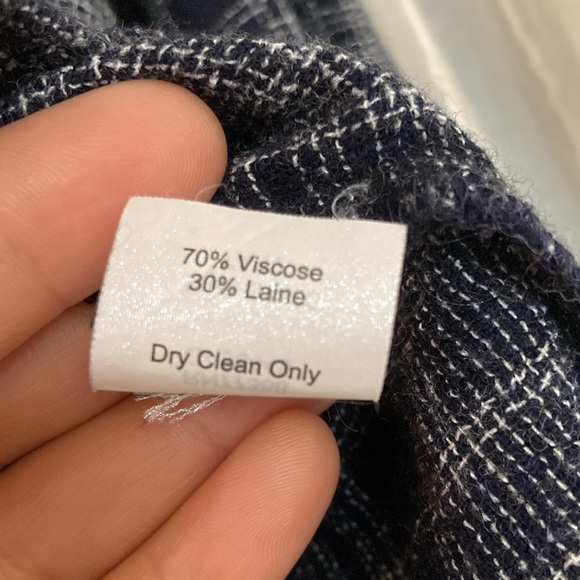 70% Viscose
30% Laine
Dry Clean Only